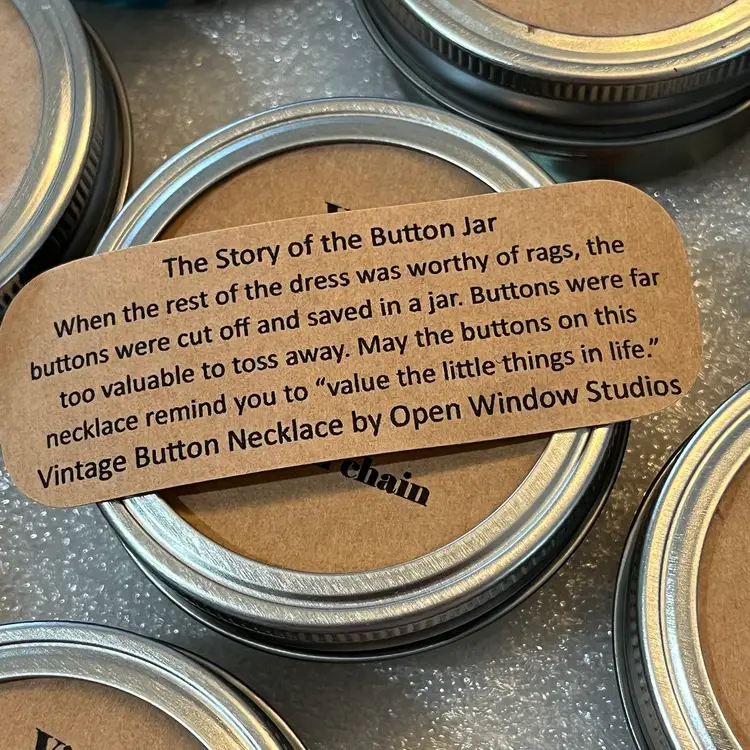 The Story of the Button Jar
When the rest of the dress was worthy of rags, the
buttons were cut off and saved in a jar. Buttons were far
too valuable to toss away. May the buttons on this
necklace remind you to “value the little things in life.”
Vintage Button Necklace by Open Window Studios
chain